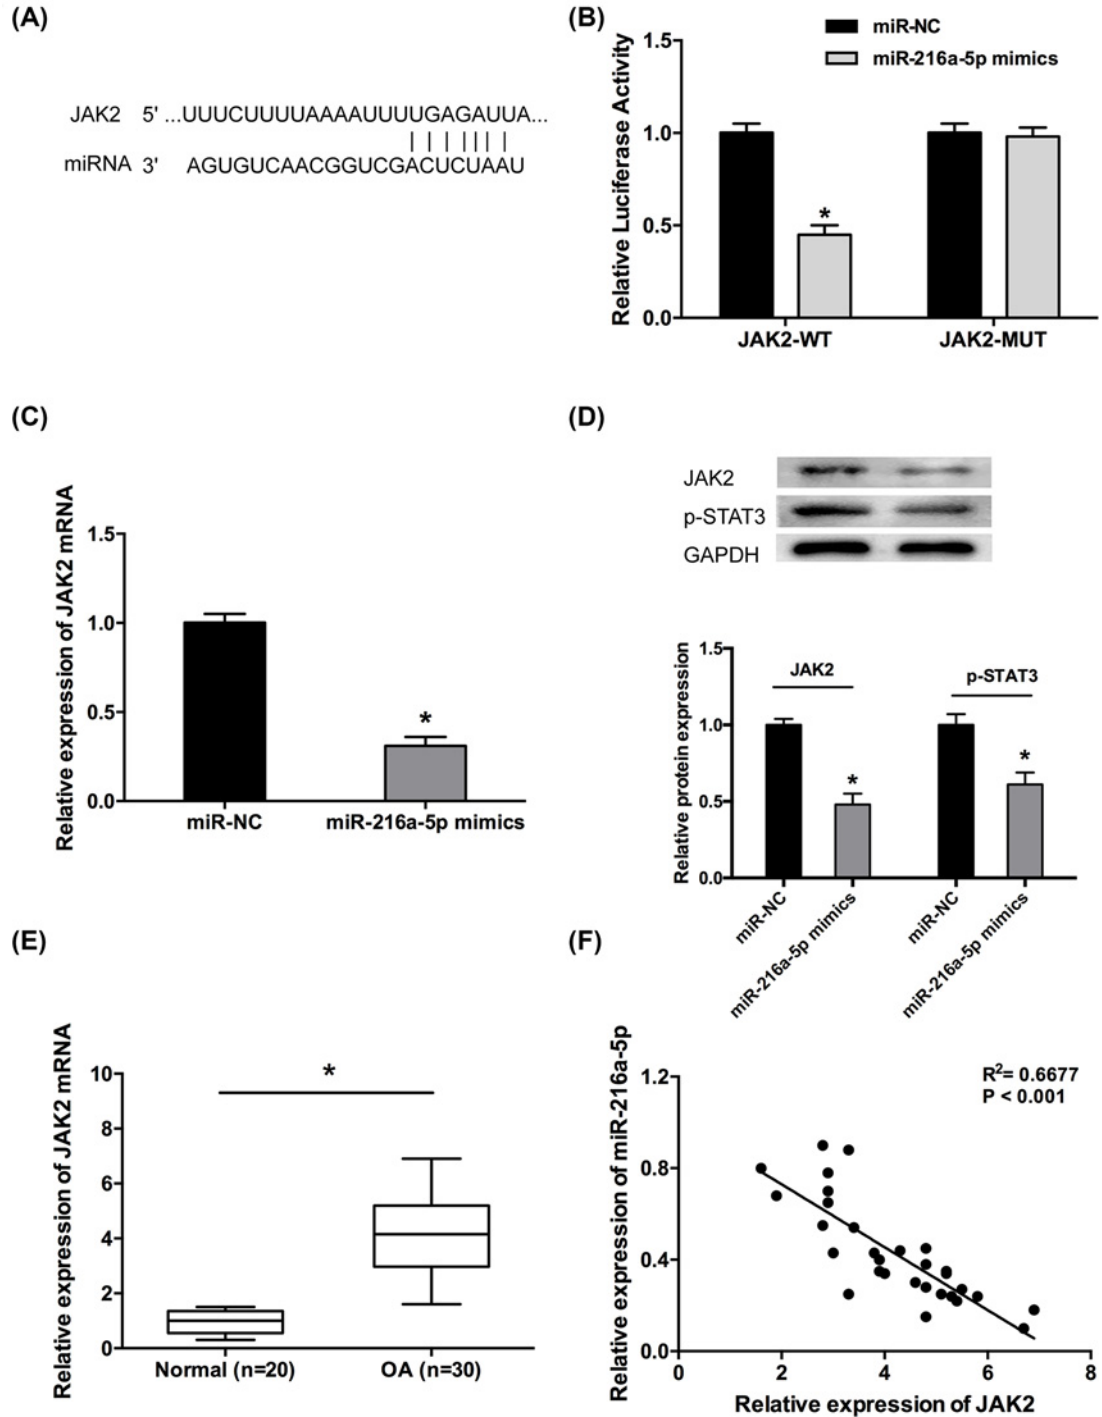 (A)
JAK2 5' ...UUUCUUUUAAAAUUUUUGAGAUUA...
miRNA 3' AGUGUCAACGGUCGACUCUAAU
(B)
miR-NC
miR-216a-5p mimics
Relative Luciferase Activity
1.5
1.0
0.5
0.0
*
JAK2-WT JAK2-MUT
(C)
Relative expression of JAK2 mRNA
1.5
1.0
0.5
0.0
*
miR-NC miR-216a-5p mimics
(D)
JAK2
p-STAT3
GAPDH
Relative protein expression
1.5
1.0
0.5
0.0
JAK2
p-STAT3
*
*
miR-NC
miR-216a-5p mimics
miR-NC
miR-216a-5p mimics
(E)
Relative expression of JAK2 mRNA
10
8
6
4
2
0
*
Normal (n=20) OA (n=30)
(F)
Relative expression of miR-216a-5p
1.2
0.8
0.4
0.0
R²= 0.6677
P < 0.001
0 2 4 6 8
Relative expression of JAK2